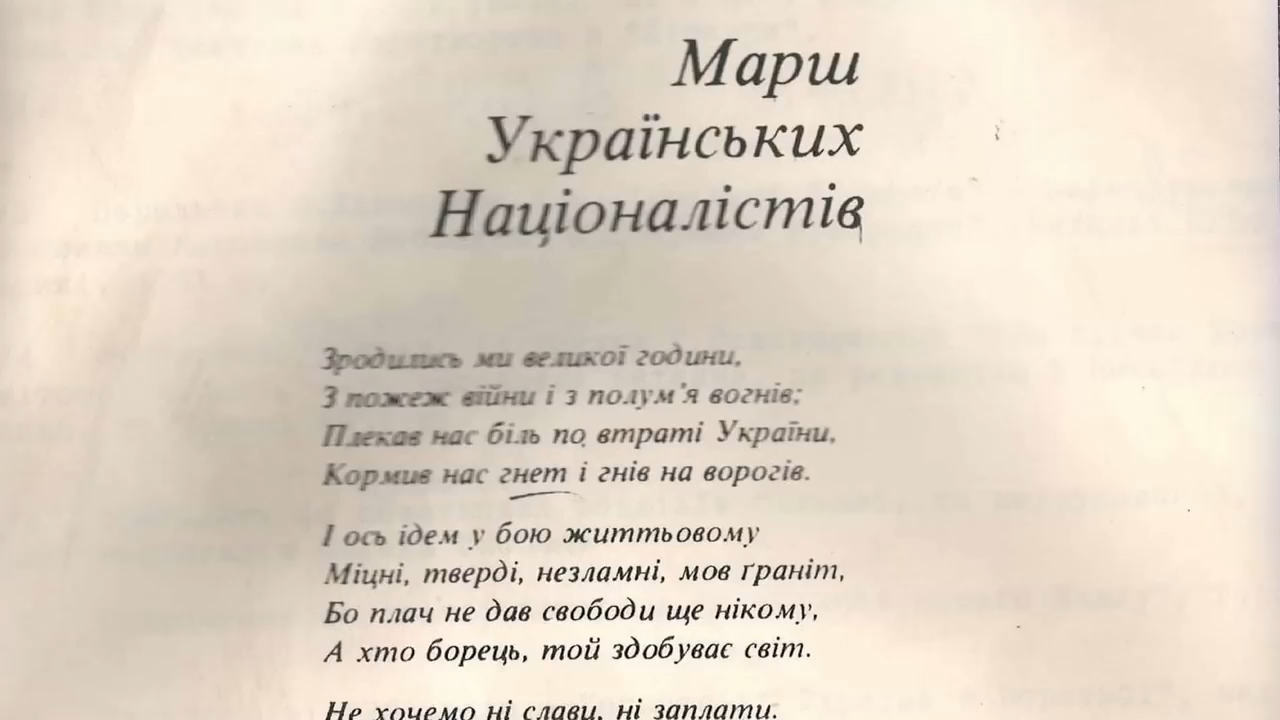 Марш
Українських
Націоналістів
Зродились ми великої години,
З пожеж війни і з полум'я вогнів;
Плекав нас біль по втраті України,
Кормив нас гнет і гнів на ворогів.
І ось ідем у бою життьовому
Міцні, тверді, незламні, мов ґраніт,
Бо плач не дав свободи ще нікому,
А хто борець, той здобуває світ.
Не хочемо ні слави, ні заплати.